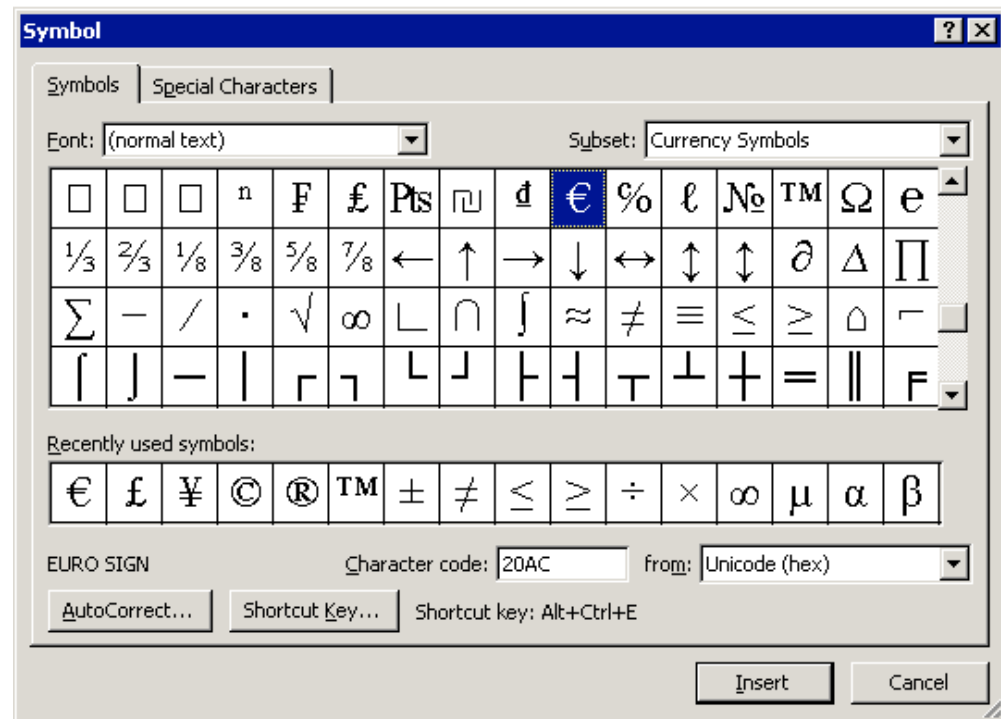 Symbol
Symbols Special Characters
Font: (normal text) Subset: Currency Symbols
□ □ □ ⁿ ₣ ₤ ₧ ₪ ₫ € ℅ ℓ № ™ Ω ℮
⅓ ⅔ ⅛ ⅜ ⅝ ⅞ ← ↑ → ↓ ↔ ↕ ↨ ∂ ∆ ∏
∑ − ∕ ∙ √ ∞ ∟ ∩ ∫ ≈ ≠ ≡ ≤ ≥ ⌂ ⌐
⌠ ⌡ ─ │ ┌ ┐ └ ┘ ├ ┤ ┬ ┴ ┼ ═ ║ ╒
Recently used symbols:
€ £ ¥ © ® ™ ± ≠ ≤ ≥ ÷ × ∞ µ α β
EURO SIGN Character code: 20AC from: Unicode (hex)
AutoCorrect... Shortcut Key... Shortcut key: Alt+Ctrl+E
Insert Cancel